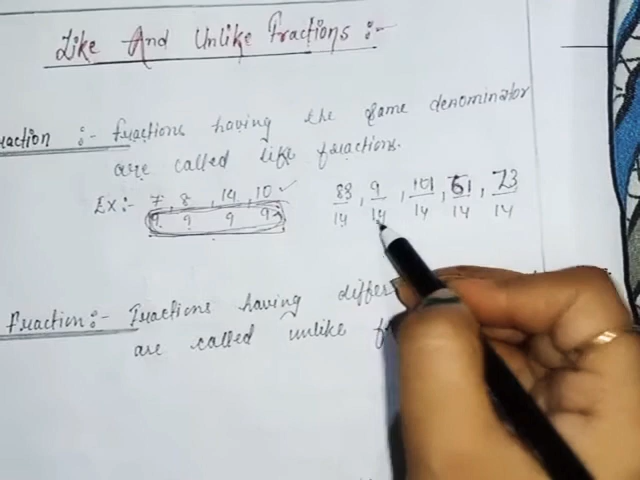 Like And Unlike Fractions :-
raction :- fractions having the same denominator
are called like fractions.
Ex :- 7/9, 8/9, 14/9, 10/9 83/14, 9/14, 101/14, 61/14, 73/14
Fraction :- Fractions having differ
are called unlike f